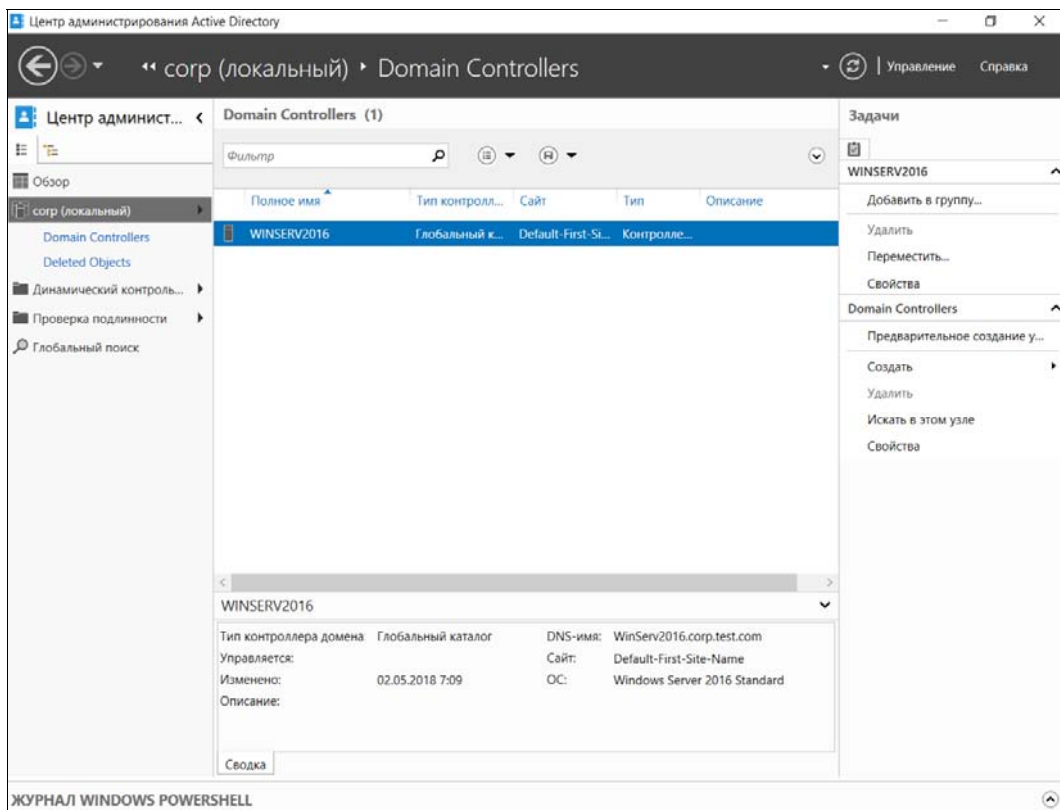 Центр администрирования Active Directory
corp (локальный) Domain Controllers
Управление Справка
Центр админист...
Обзор
corp (локальный)
Domain Controllers
Deleted Objects
Динамический контроль...
Проверка подлинности
Глобальный поиск
Domain Controllers (1)
Фильтр
Полное имя Тип контролл... Сайт Тип Описание
WINSERV2016 Глобальный к... Default-First-Si... Контролле...
WINSERV2016
Тип контроллера домена Глобальный каталог DNS-имя: WinServ2016.corp.test.com
Управляется: Сайт: Default-First-Site-Name
Изменено: 02.05.2018 7:09 ОС: Windows Server 2016 Standard
Описание:
Сводка
Задачи
WINSERV2016
Добавить в группу...
Удалить
Переместить...
Свойства
Domain Controllers
Предварительное создание у...
Создать
Удалить
Искать в этом узле
Свойства
ЖУРНАЛ WINDOWS POWERSHELL